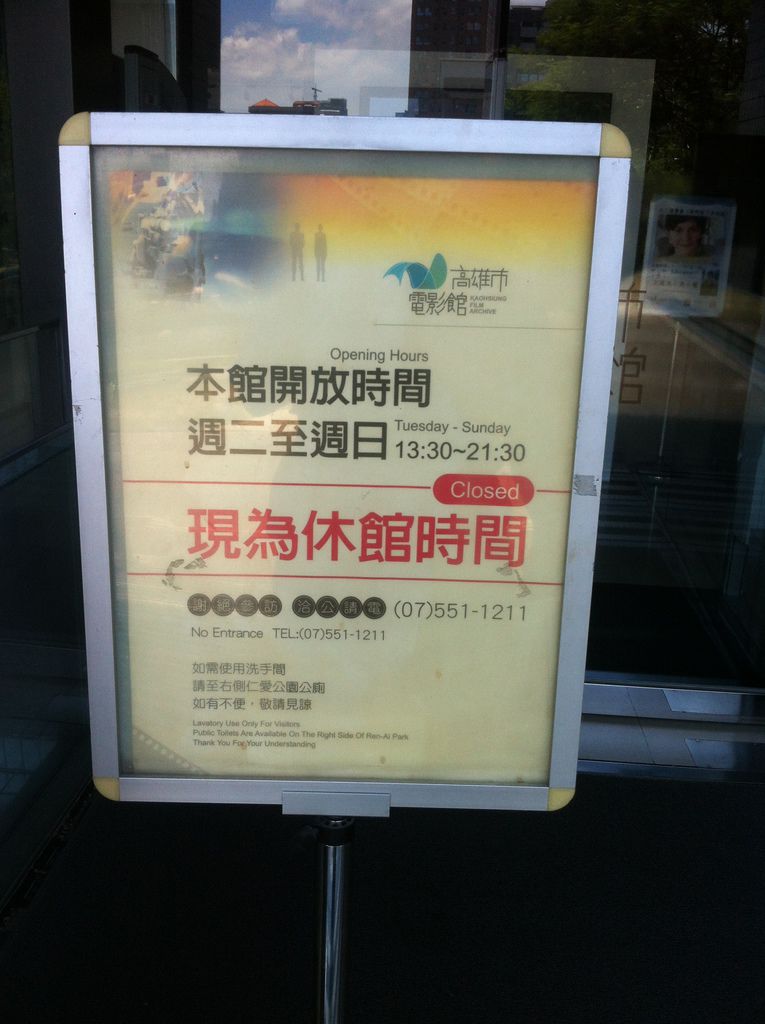 高雄市
電影館 KAOHSIUNG
FILM
ARCHIVE
Opening Hours
本館開放時間
週二至週日 Tuesday - Sunday
13:30~21:30
Closed
現為休館時間
謝絕參訪 洽公請電 (07)551-1211
No Entrance TEL:(07)551-1211
如需使用洗手間
請至右側仁愛公園公廁
如有不便，敬請見諒
Lavatory Use Only For Visitors
Public Toilets Are Available On The Right Side Of Ren-Ai Park
Thank You For Your Understanding
市
館